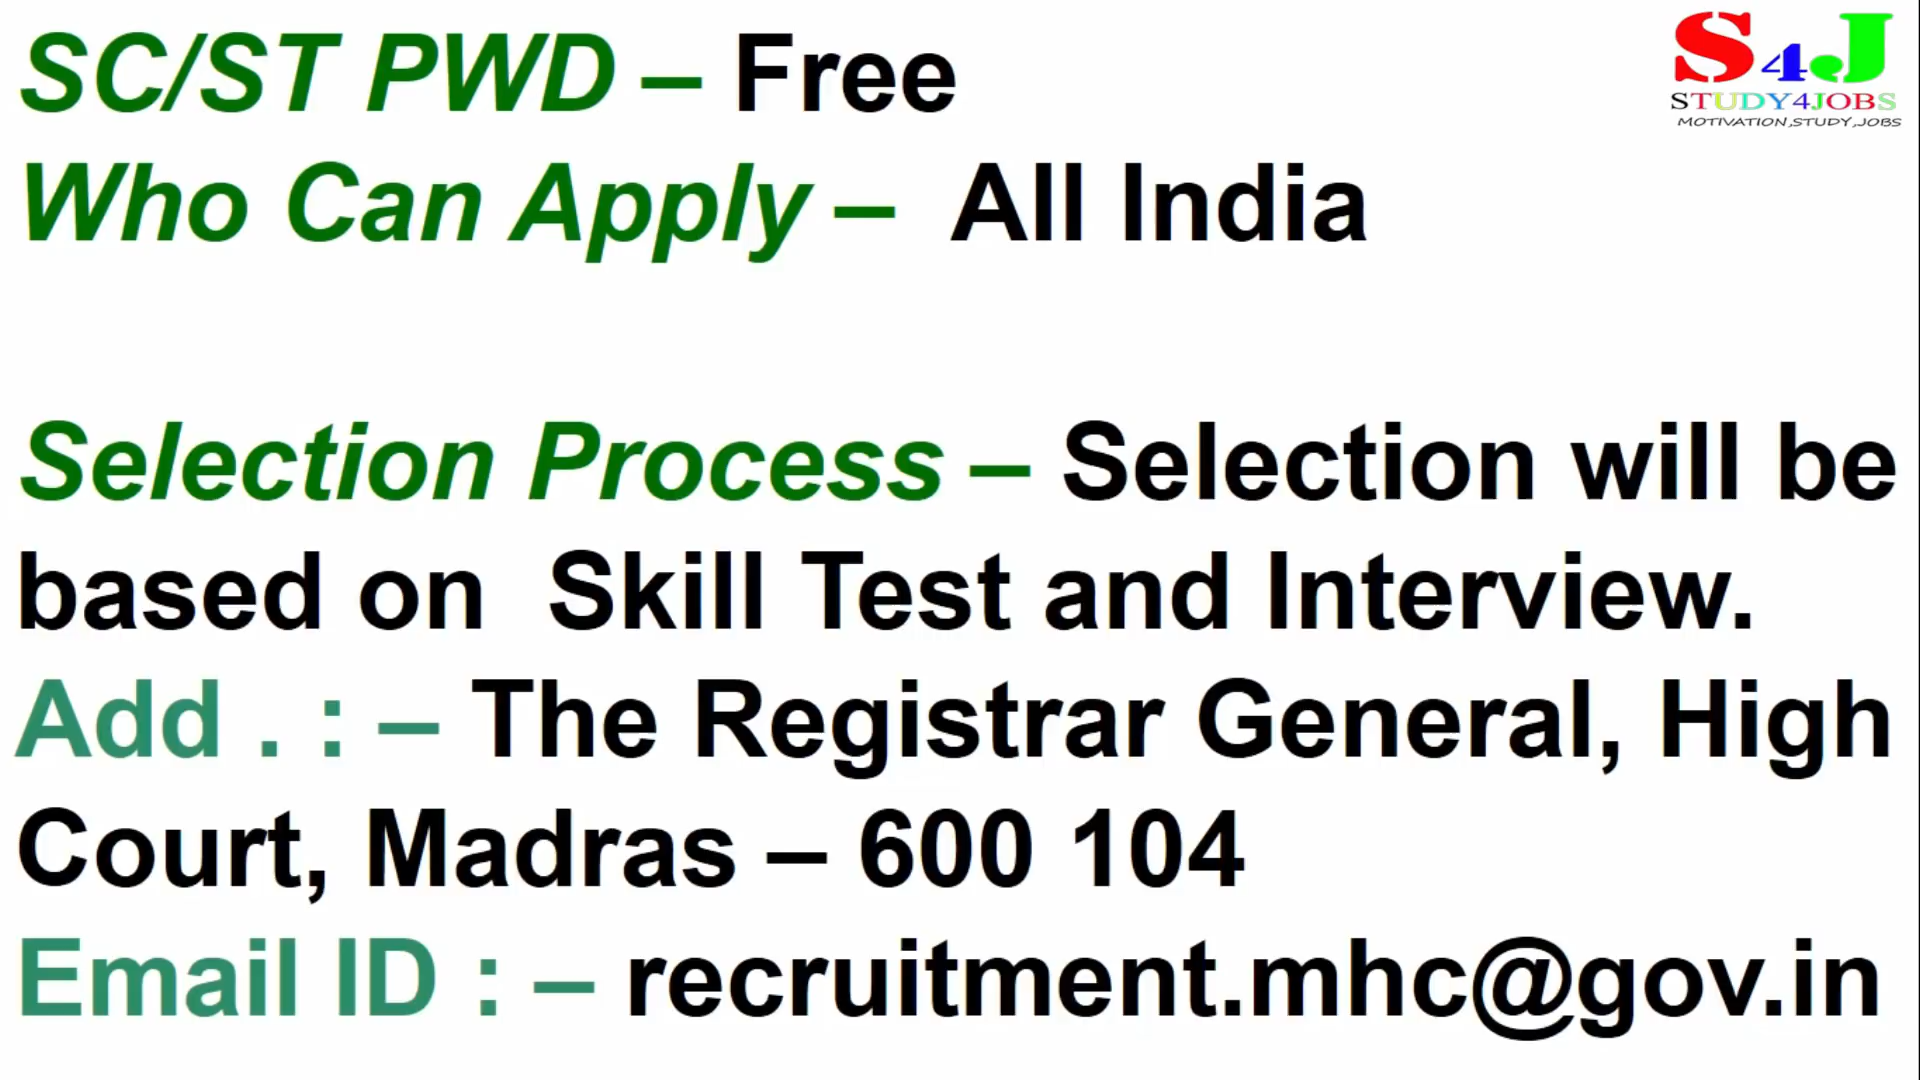 SC/ST PWD – Free
Who Can Apply – All India
Selection Process – Selection will be
based on Skill Test and Interview.
Add . : – The Registrar General, High
Court, Madras – 600 104
Email ID : – recruitment.mhc@gov.in
S4J
STUDY4JOBS
MOTIVATION,STUDY,JOBS